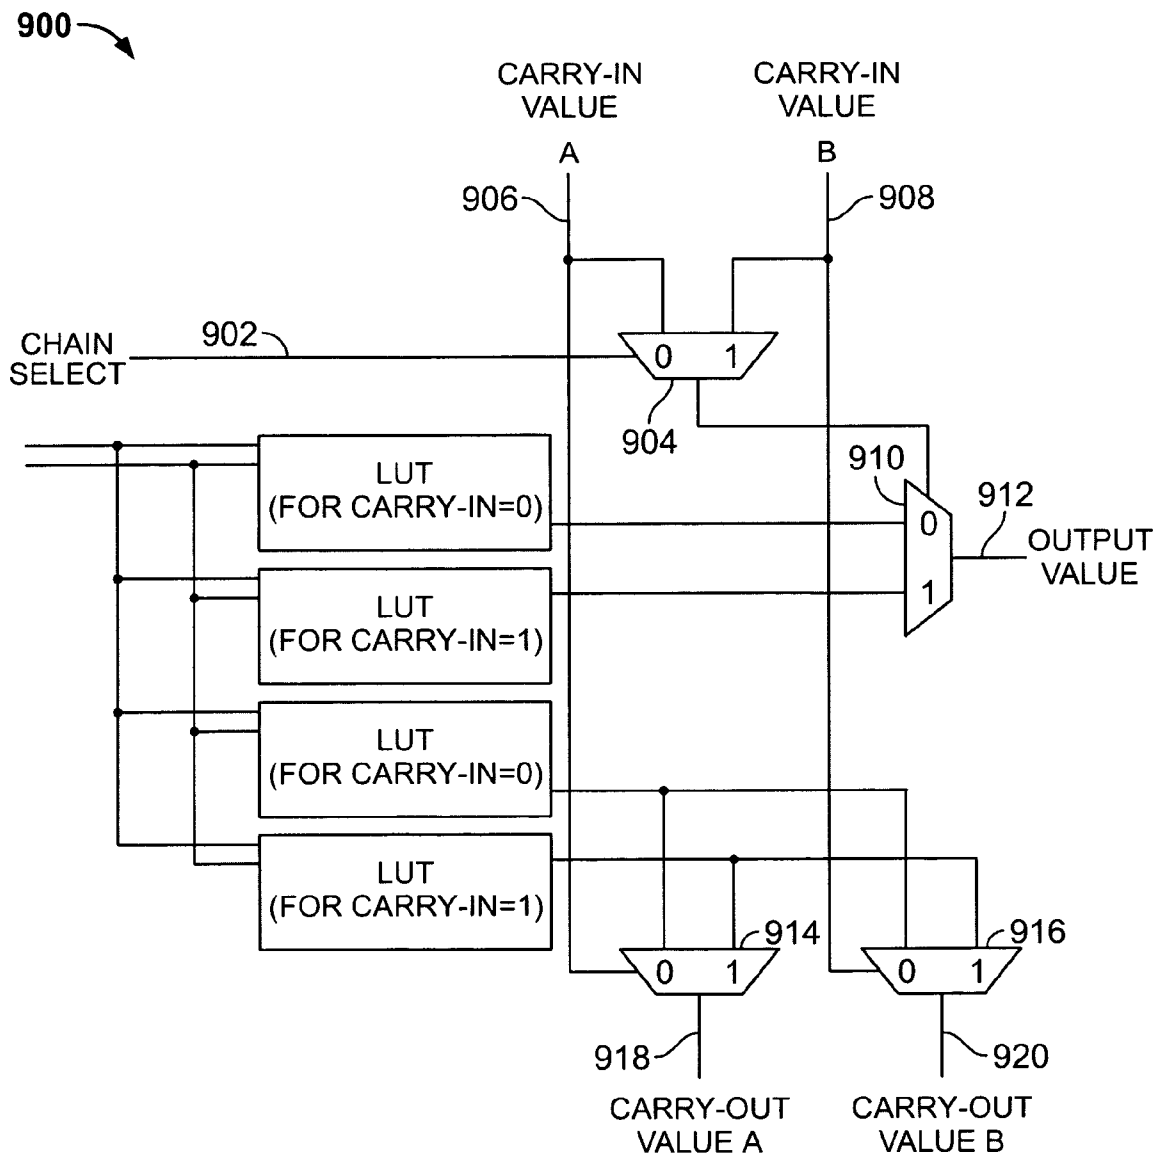 900
CARRY-IN
VALUE
A
CARRY-IN
VALUE
B
906
908
CHAIN
SELECT
902
0 1
904
LUT
(FOR CARRY-IN=0)
910
0
1
912
OUTPUT
VALUE
LUT
(FOR CARRY-IN=1)
LUT
(FOR CARRY-IN=0)
LUT
(FOR CARRY-IN=1)
914
0 1
916
0 1
918
920
CARRY-OUT
VALUE A
CARRY-OUT
VALUE B